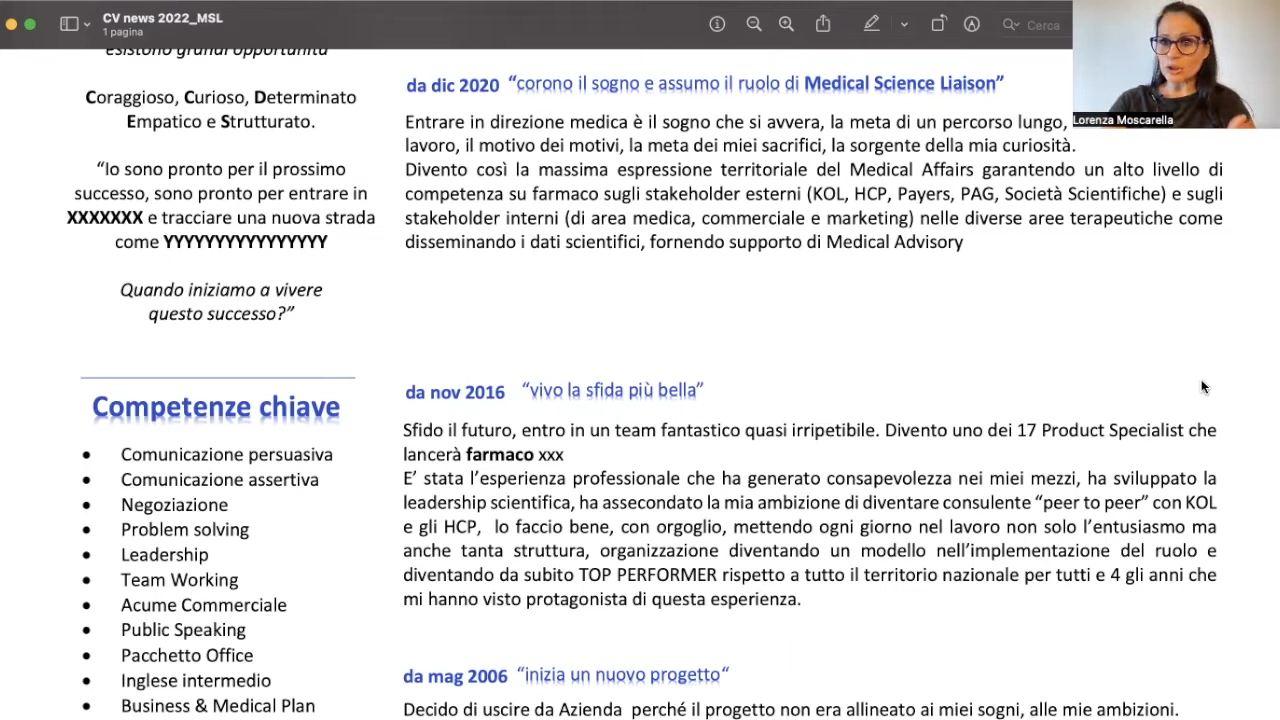 CV news 2022_MSL
1 pagina
Cerca
Lorenza Moscarella
esistono grandi opportunità
Coraggioso, Curioso, Determinato
Empatico e Strutturato.
“Io sono pronto per il prossimo
successo, sono pronto per entrare in
XXXXXXX e tracciare una nuova strada
come YYYYYYYYYYYYYYYY
Quando iniziamo a vivere
questo successo?”
Competenze chiave
• Comunicazione persuasiva
• Comunicazione assertiva
• Negoziazione
• Problem solving
• Leadership
• Team Working
• Acume Commerciale
• Public Speaking
• Pacchetto Office
• Inglese intermedio
• Business & Medical Plan
da dic 2020 “corono il sogno e assumo il ruolo di Medical Science Liaison”
Entrare in direzione medica è il sogno che si avvera, la meta di un percorso lungo,
lavoro, il motivo dei motivi, la meta dei miei sacrifici, la sorgente della mia curiosità.
Divento così la massima espressione territoriale del Medical Affairs garantendo un alto livello di
competenza su farmaco sugli stakeholder esterni (KOL, HCP, Payers, PAG, Società Scientifiche) e sugli
stakeholder interni (di area medica, commerciale e marketing) nelle diverse aree terapeutiche come
disseminando i dati scientifici, fornendo supporto di Medical Advisory
da nov 2016 “vivo la sfida più bella”
Sfido il futuro, entro in un team fantastico quasi irripetibile. Divento uno dei 17 Product Specialist che
lancerà farmaco xxx
E’ stata l’esperienza professionale che ha generato consapevolezza nei miei mezzi, ha sviluppato la
leadership scientifica, ha assecondato la mia ambizione di diventare consulente “peer to peer” con KOL
e gli HCP, lo faccio bene, con orgoglio, mettendo ogni giorno nel lavoro non solo l’entusiasmo ma
anche tanta struttura, organizzazione diventando un modello nell’implementazione del ruolo e
diventando da subito TOP PERFORMER rispetto a tutto il territorio nazionale per tutti e 4 gli anni che
mi hanno visto protagonista di questa esperienza.
da mag 2006 “inizia un nuovo progetto“
Decido di uscire da Azienda perché il progetto non era allineato ai miei sogni, alle mie ambizioni.